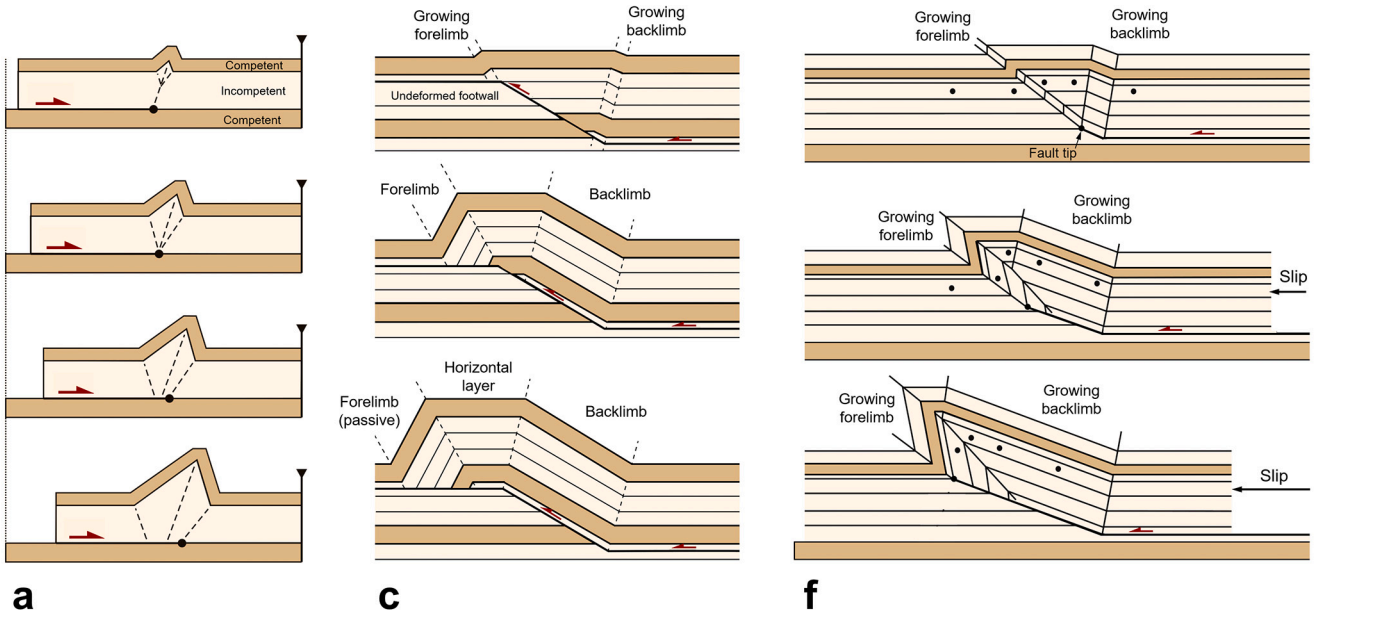 Competent
Incompetent
Competent
a
Growing
forelimb
Growing
backlimb
Undeformed footwall
Forelimb
Backlimb
Horizontal
layer
Forelimb
(passive)
Backlimb
c
Growing
forelimb
Growing
backlimb
Fault tip
Growing
forelimb
Growing
backlimb
Slip
Growing
forelimb
Growing
backlimb
Slip
f